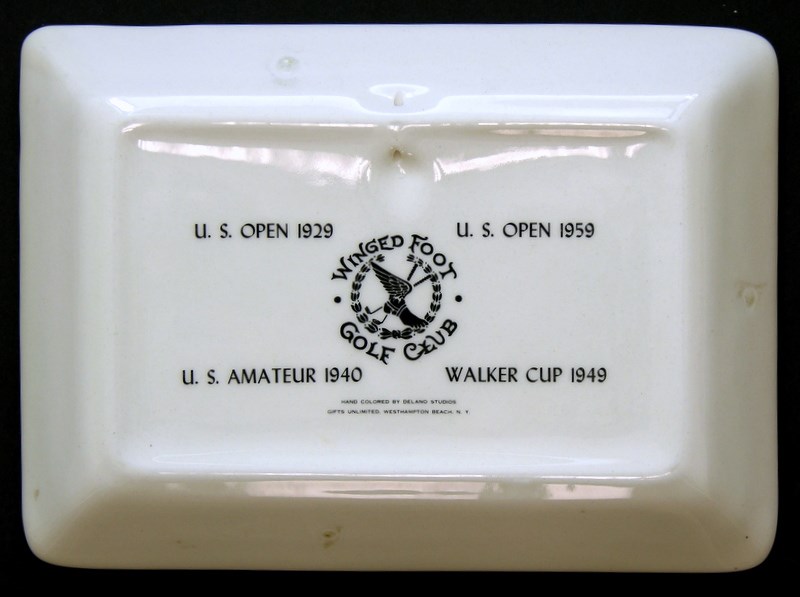 U. S. OPEN 1929
U. S. OPEN 1959
WINGED FOOT
GOLF CLUB
U. S. AMATEUR 1940
WALKER CUP 1949
HAND COLORED BY DELANO STUDIOS
GIFTS UNLIMITED, WESTHAMPTON BEACH, N. Y.